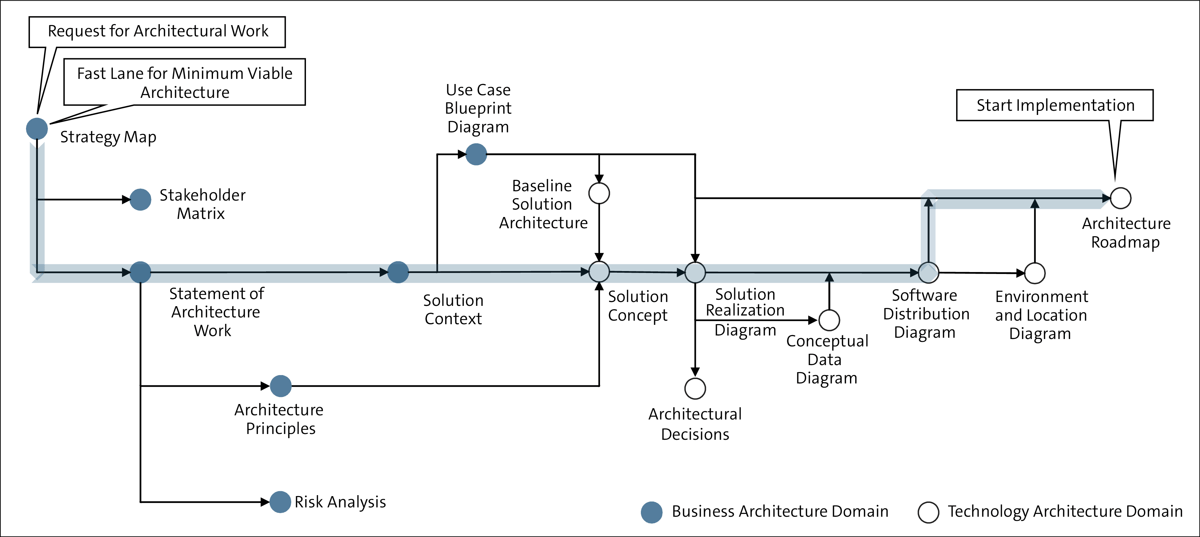 Request for Architectural Work
Fast Lane for Minimum Viable
Architecture
Strategy Map
Stakeholder
Matrix
Use Case
Blueprint
Diagram
Baseline
Solution
Architecture
Start Implementation
Architecture
Roadmap
Statement of
Architecture
Work
Solution
Context
Solution
Concept
Solution
Realization
Diagram
Conceptual
Data
Diagram
Software
Distribution
Diagram
Environment
and Location
Diagram
Architecture
Principles
Architectural
Decisions
Risk Analysis
Business Architecture Domain
Technology Architecture Domain